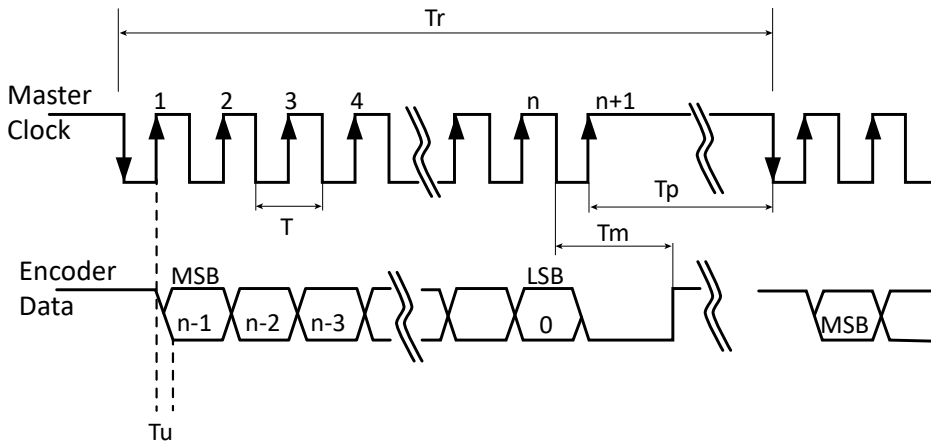 Tr
Master
Clock
1 2 3 4 n n+1
T
Tp
Tm
Encoder
Data
MSB LSB
n-1 n-2 n-3 0 MSB
Tu